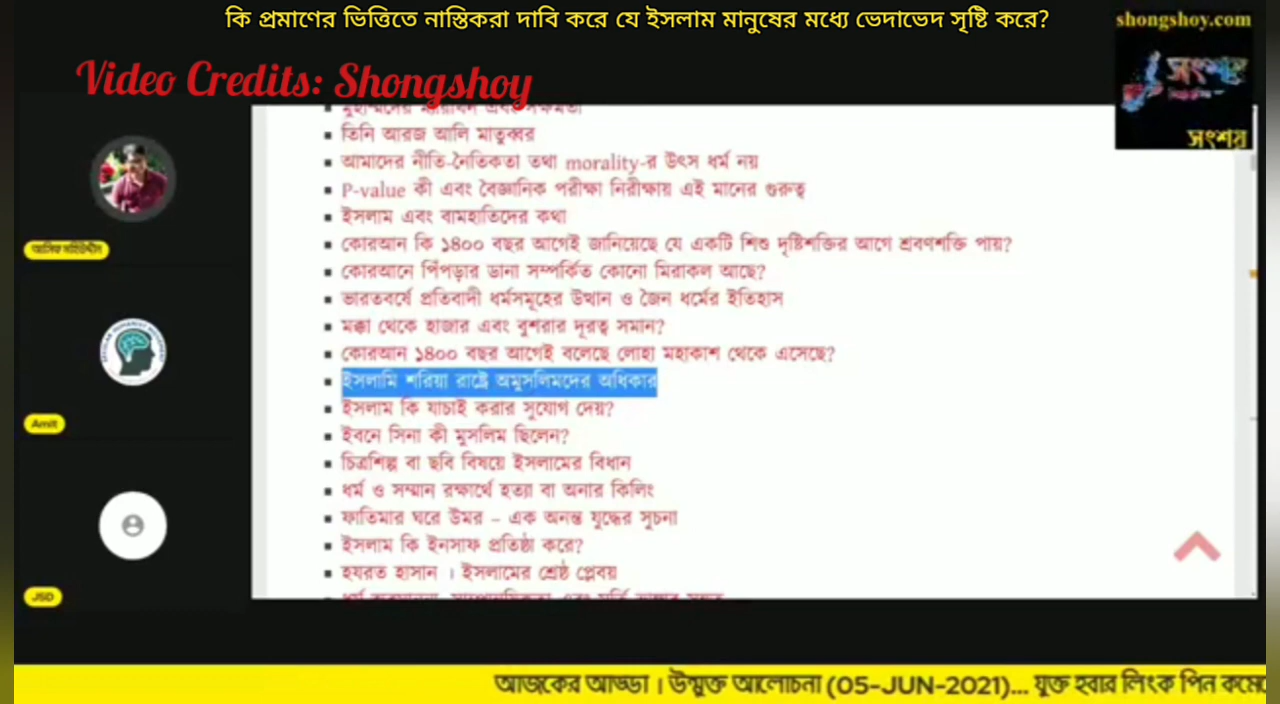 কি প্রমাণের ভিত্তিতে নাস্তিকরা দাবি করে যে ইসলাম মানুষের মধ্যে ভেদাভেদ সৃষ্টি করে?
shongshoy.com
Video Credits: Shongshoy
সংশয়
সংশয়
তিনি আরজ আলি মাতুব্বর
আমাদের নীতি-নৈতিকতা তথা morality-র উৎস ধর্ম নয়
P-value কী এবং বৈজ্ঞানিক পরীক্ষা নিরীক্ষায় এই মানের গুরুত্ব
ইসলাম এবং বামহাতিদের কথা
কোরআন কি ১৪০০ বছর আগেই জানিয়েছে যে একটি শিশু দৃষ্টিশক্তির আগে শ্রবণশক্তি পায়?
কোরআনে পিঁপড়ার ডানা সম্পর্কিত কোনো মিরাকল আছে?
ভারতবর্ষে প্রতিবাদী ধর্মসমূহের উত্থান ও জৈন ধর্মের ইতিহাস
মক্কা থেকে হাজার এবং বুশরার দূরত্ব সমান?
কোরআন ১৪০০ বছর আগেই বলেছে লোহা মহাকাশ থেকে এসেছে?
ইসলামি শরিয়া রাষ্ট্রে অমুসলিমদের অধিকার
ইসলাম কি যাচাই করার সুযোগ দেয়?
ইবনে সিনা কী মুসলিম ছিলেন?
চিত্রশিল্প বা ছবি বিষয়ে ইসলামের বিধান
ধর্ম ও সম্মান রক্ষার্থে হত্যা বা অনার কিলিং
ফাতিমার ঘরে উমর – এক অনন্ত যুদ্ধের সুচনা
ইসলাম কি ইনসাফ প্রতিষ্ঠা করে?
হযরত হাসান । ইসলামের শ্রেষ্ঠ প্লেবয়
আসিফ মহিউদ্দীন
Amit
JSD
আজকের আড্ডা । উন্মুক্ত আলোচনা (05-JUN-2021)... যুক্ত হবার লিংক পিন